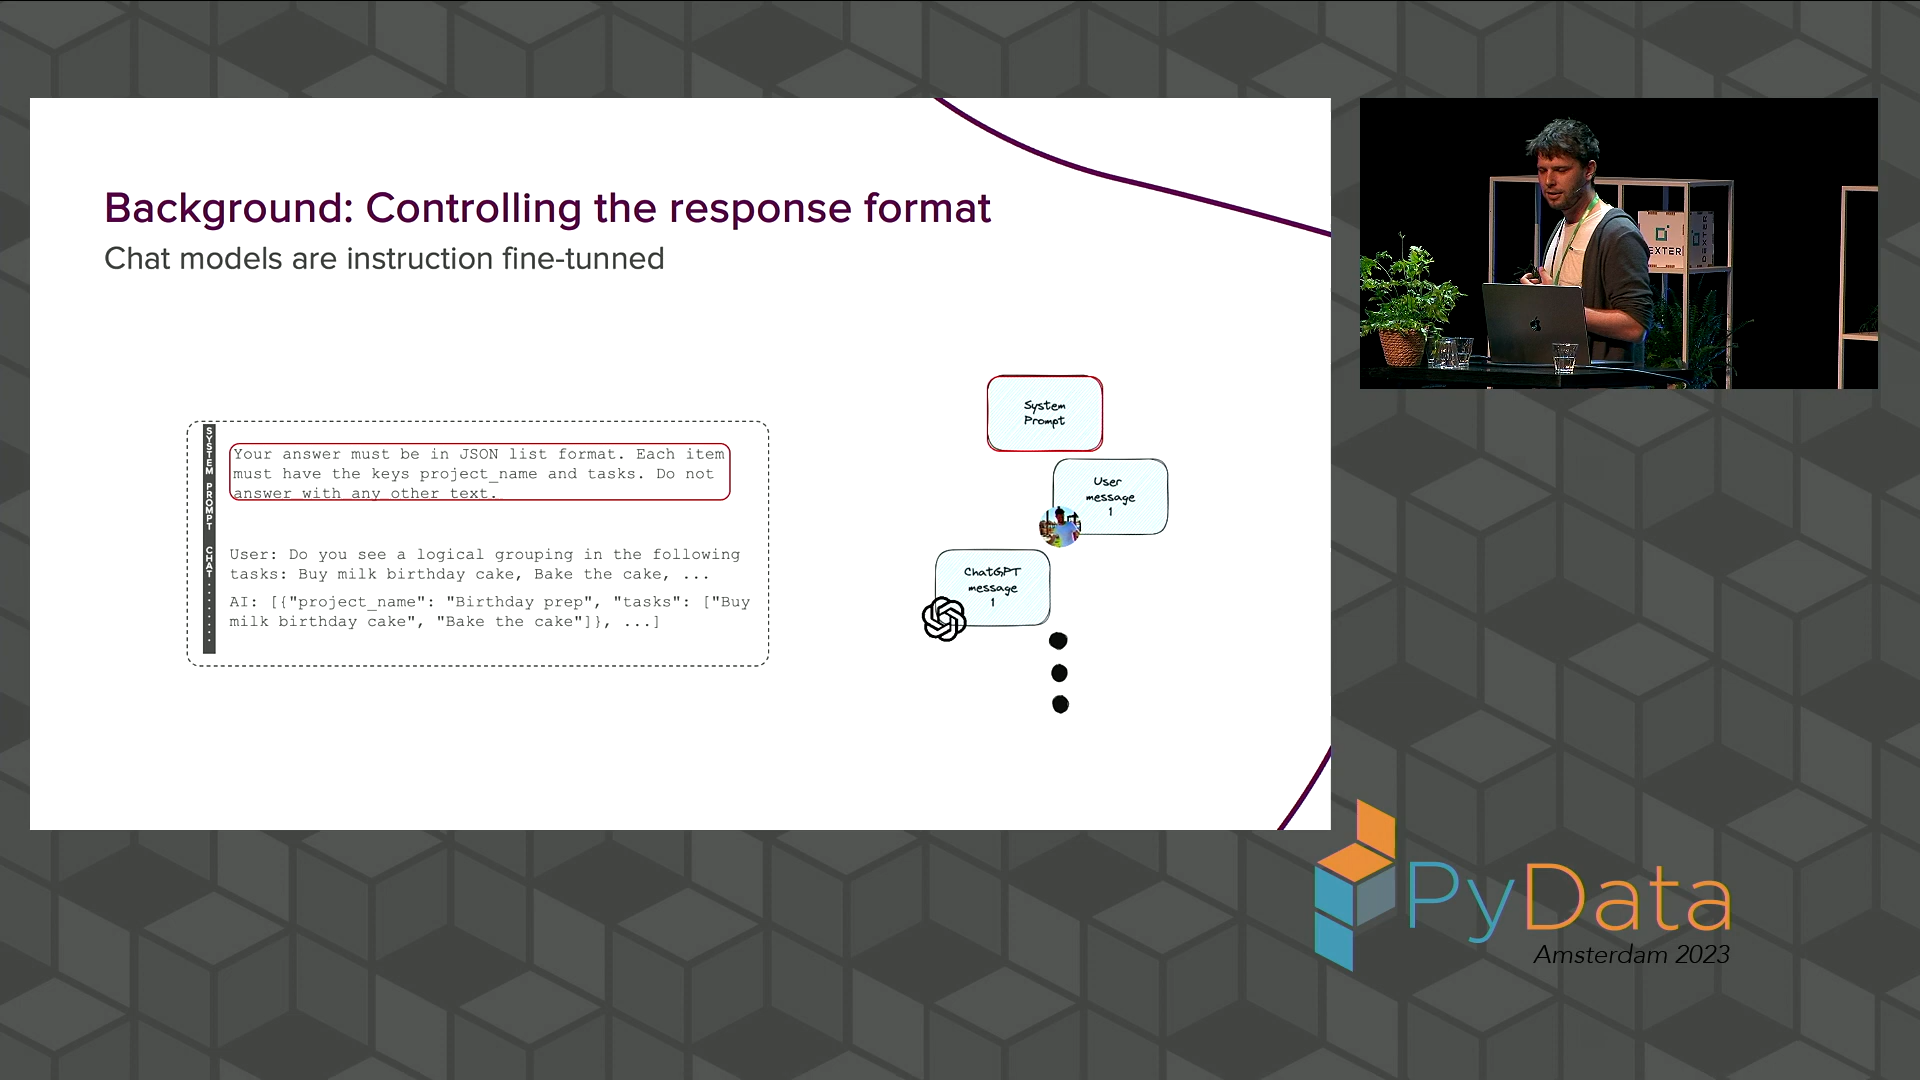 Background: Controlling the response format
Chat models are instruction fine-tunned
SYSTEM PROMPT
Your answer must be in JSON list format. Each item
must have the keys project_name and tasks. Do not
answer with any other text.
CHAT.......
User: Do you see a logical grouping in the following
tasks: Buy milk birthday cake, Bake the cake, ...
AI: [{"project_name": "Birthday prep", "tasks": ["Buy
milk birthday cake", "Bake the cake"]}, ...]
System
Prompt
User
message
1
ChatGPT
message
1
EXTER
DEXTER
PyData
Amsterdam 2023